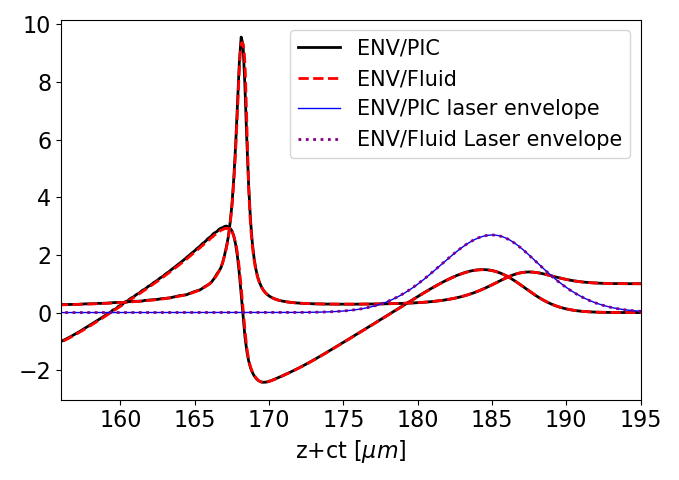 10
8
6
4
2
0
−2
ENV/PIC
ENV/Fluid
ENV/PIC laser envelope
ENV/Fluid Laser envelope
160 165 170 175 180 185 190 195
z+ct [μm]